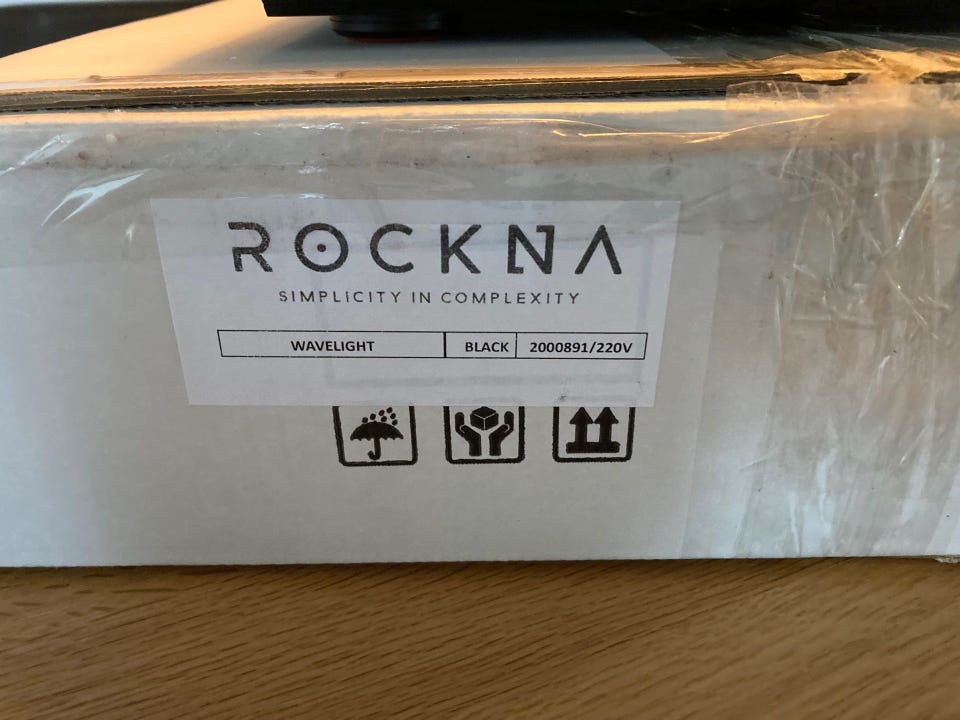 ROCKNA
SIMPLICITY IN COMPLEXITY
WAVELIGHT BLACK 2000891/220V